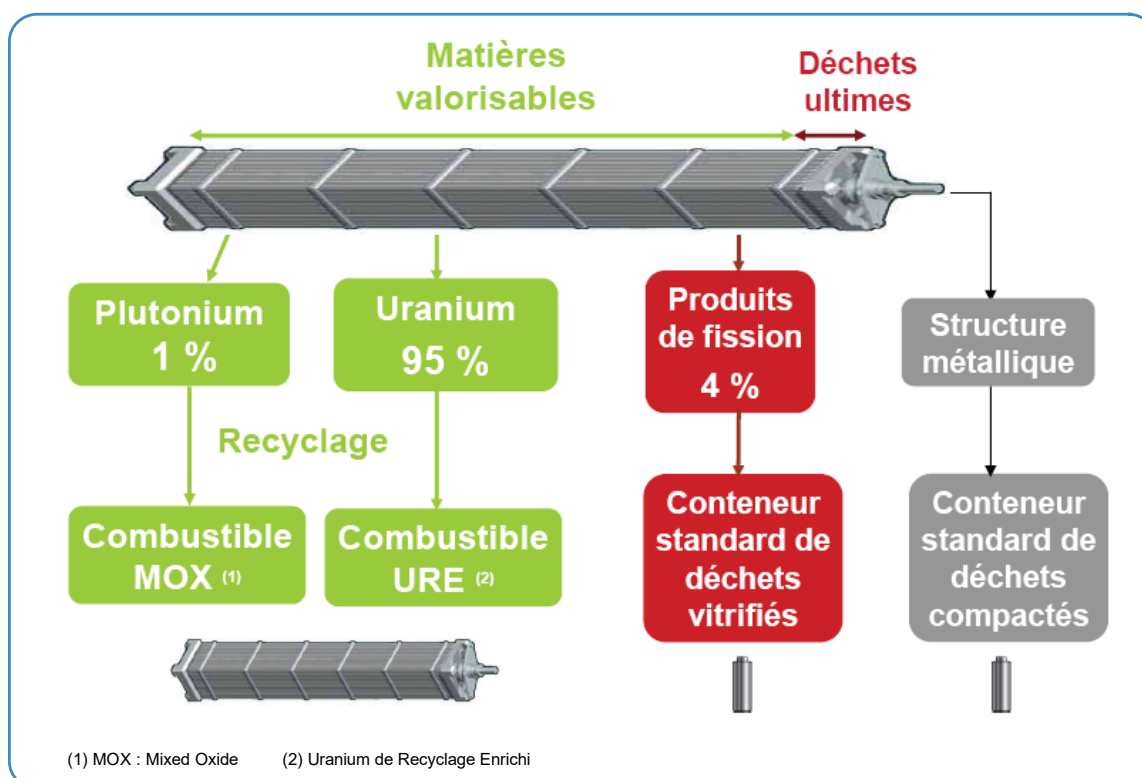 Matières
valorisables
Déchets
ultimes
Plutonium
1 %
Uranium
95 %
Produits
de fission
4 %
Structure
métallique
Recyclage
Combustible
MOX (1)
Combustible
URE (2)
Conteneur
standard de
déchets
vitrifiés
Conteneur
standard de
déchets
compactés
(1) MOX : Mixed Oxide (2) Uranium de Recyclage Enrichi